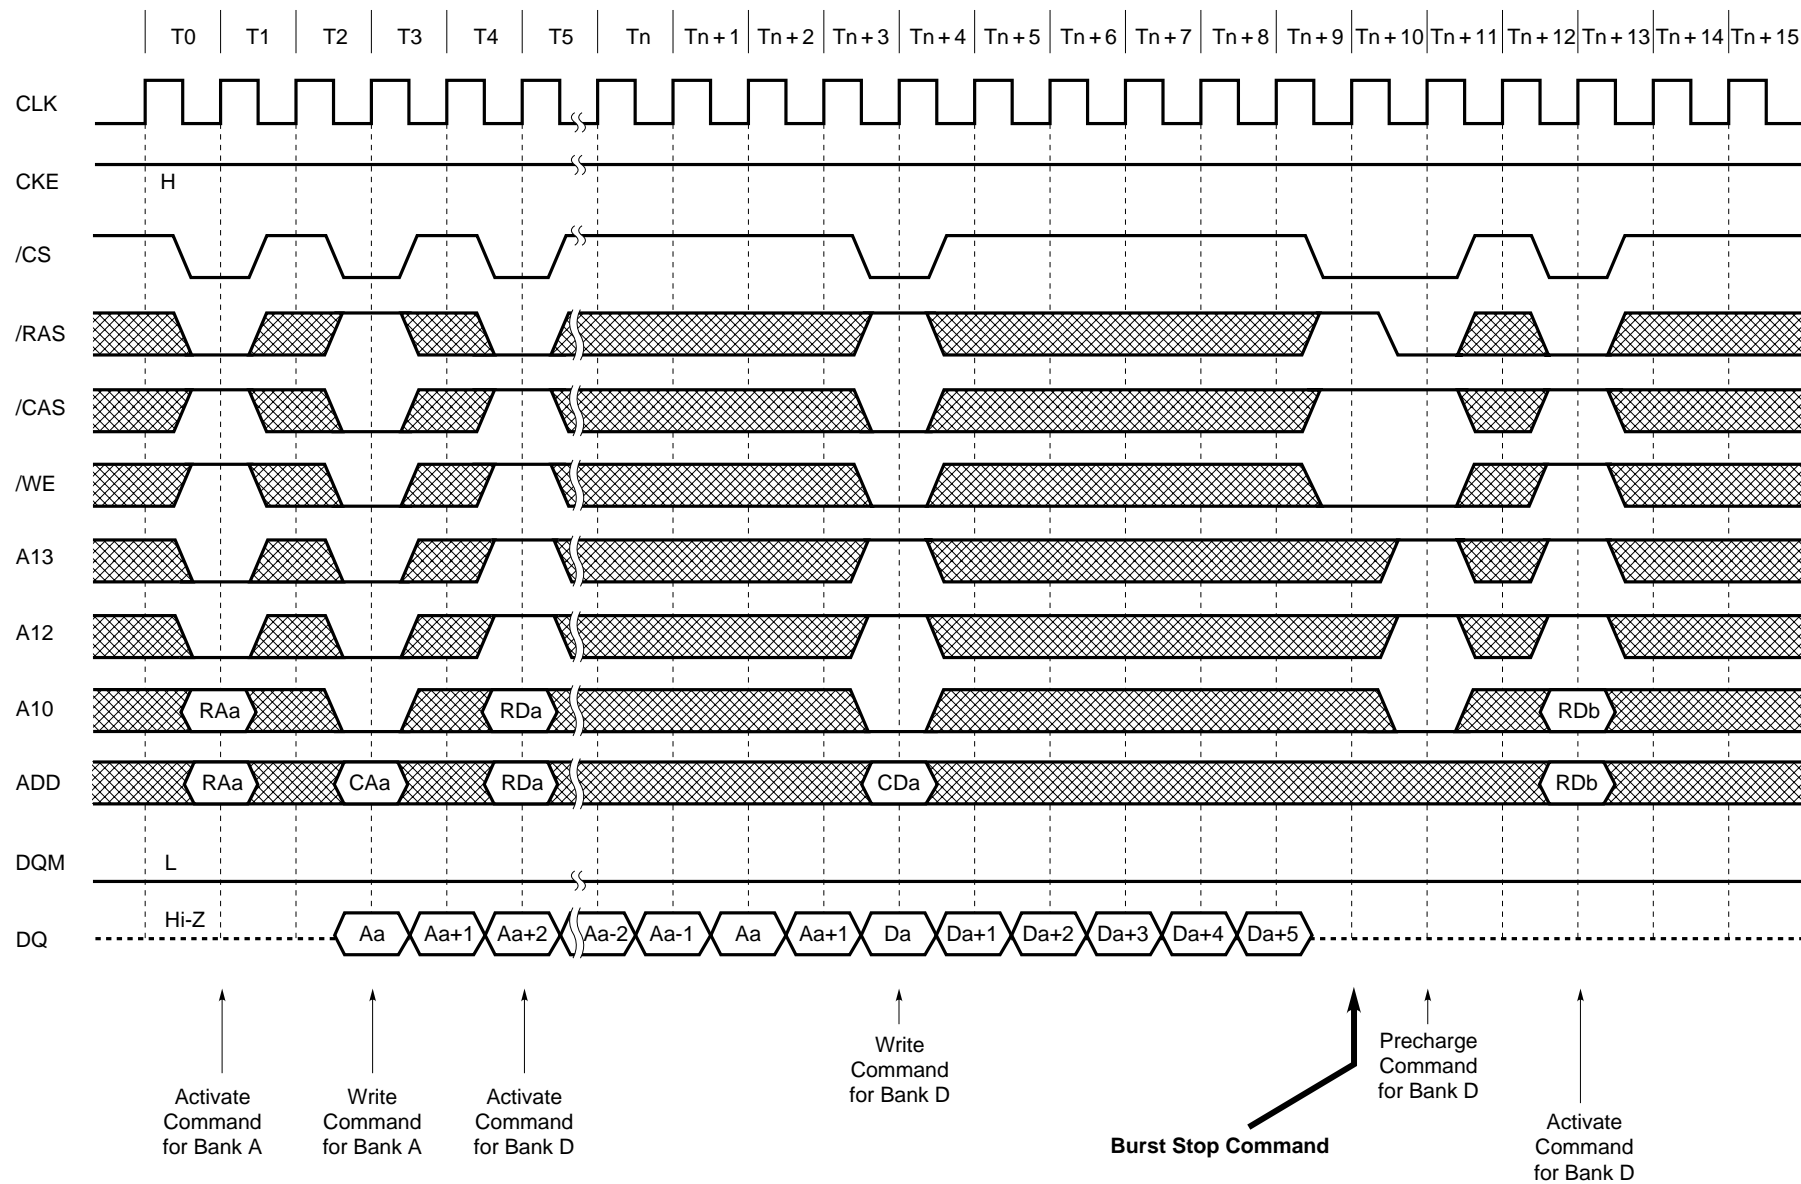 T0 T1 T2 T3 T4 T5 Tn Tn + 1 Tn + 2 Tn + 3 Tn + 4 Tn + 5 Tn + 6 Tn + 7 Tn + 8 Tn + 9 Tn + 10 Tn + 11 Tn + 12 Tn + 13 Tn + 14 Tn + 15
CLK
CKE H
/CS
/RAS
/CAS
/WE
A13
A12
A10 RAa RDa RDb
ADD RAa CAa RDa CDa RDb
DQM L
DQ Hi-Z Aa Aa+1 Aa+2 Aa-2 Aa-1 Aa Aa+1 Da Da+1 Da+2 Da+3 Da+4 Da+5
Activate
Command
for Bank A
Write
Command
for Bank A
Activate
Command
for Bank D
Write
Command
for Bank D
Burst Stop Command
Precharge
Command
for Bank D
Activate
Command
for Bank D